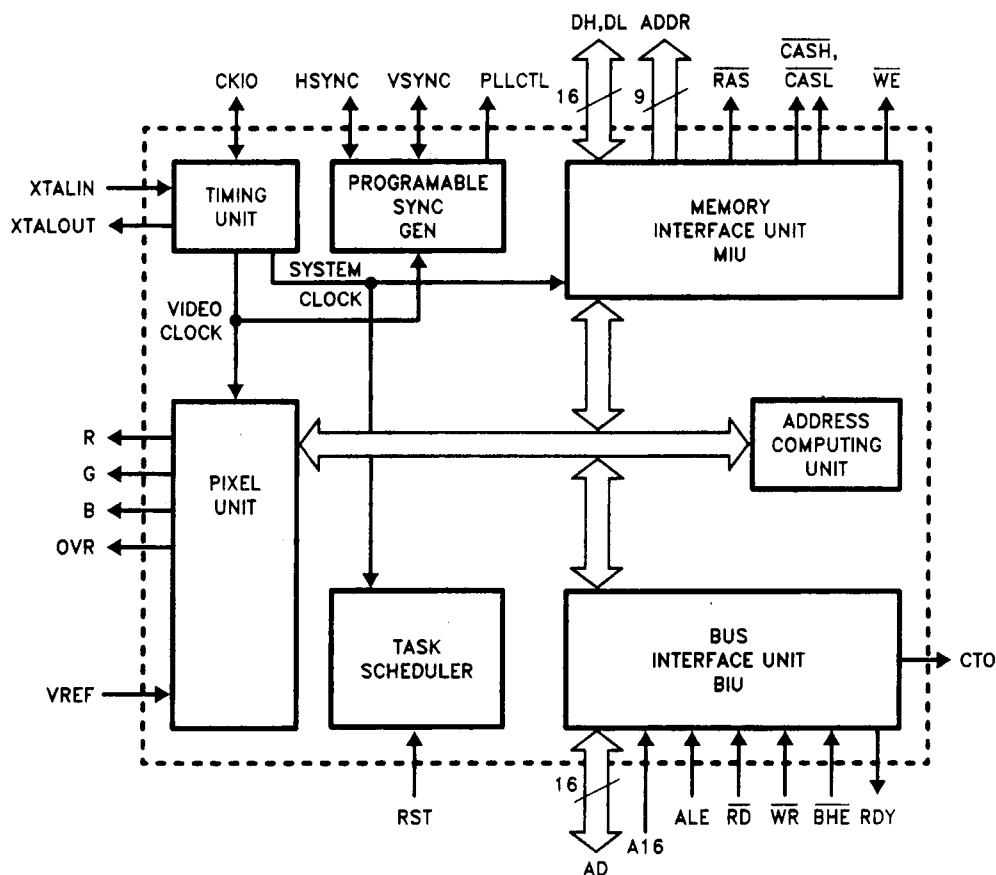 DH,DL ADDR
CASH,
CKIO HSYNC VSYNC PLLCTL 16 9 RAS CASL WE
XTALIN
XTALOUT
TIMING
UNIT
PROGRAMABLE
SYNC
GEN
MEMORY
INTERFACE UNIT
MIU
SYSTEM
CLOCK
VIDEO
CLOCK
R
G
B
OVR
VREF
PIXEL
UNIT
ADDRESS
COMPUTING
UNIT
TASK
SCHEDULER
BUS
INTERFACE UNIT
BIU
CTO
RST
16
AD
A16
ALE RD WR BHE RDY